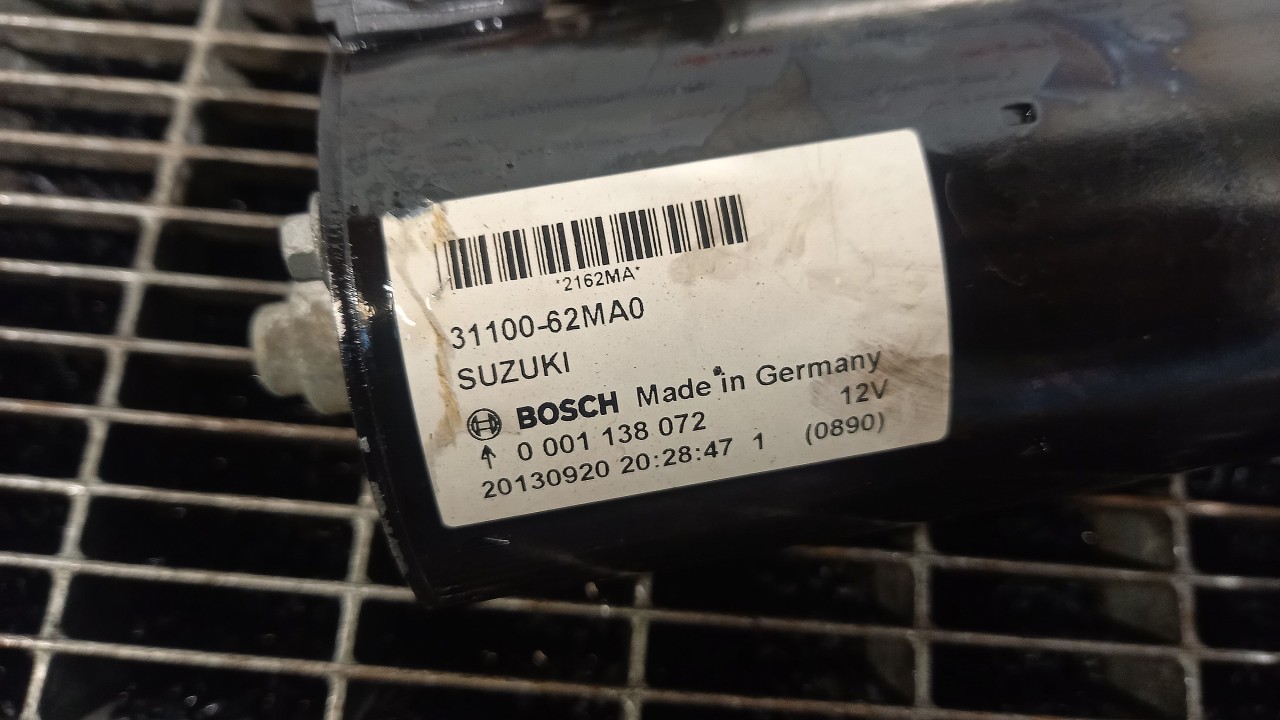 *2162MA*
31100-62MA0
SUZUKI
BOSCH Made in Germany
0 001 138 072 12V
20130920 20:28:47 1 (0890)